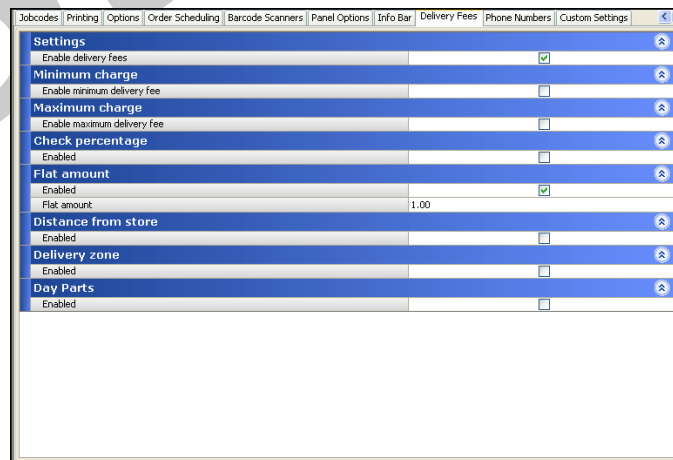 Jobcodes Printing Options Order Scheduling Barcode Scanners Panel Options Info Bar Delivery Fees Phone Numbers Custom Settings
Settings
Enable delivery fees
Minimum charge
Enable minimum delivery fee
Maximum charge
Enable maximum delivery fee
Check percentage
Enabled
Flat amount
Enabled
Flat amount 1.00
Distance from store
Enabled
Delivery zone
Enabled
Day Parts
Enabled